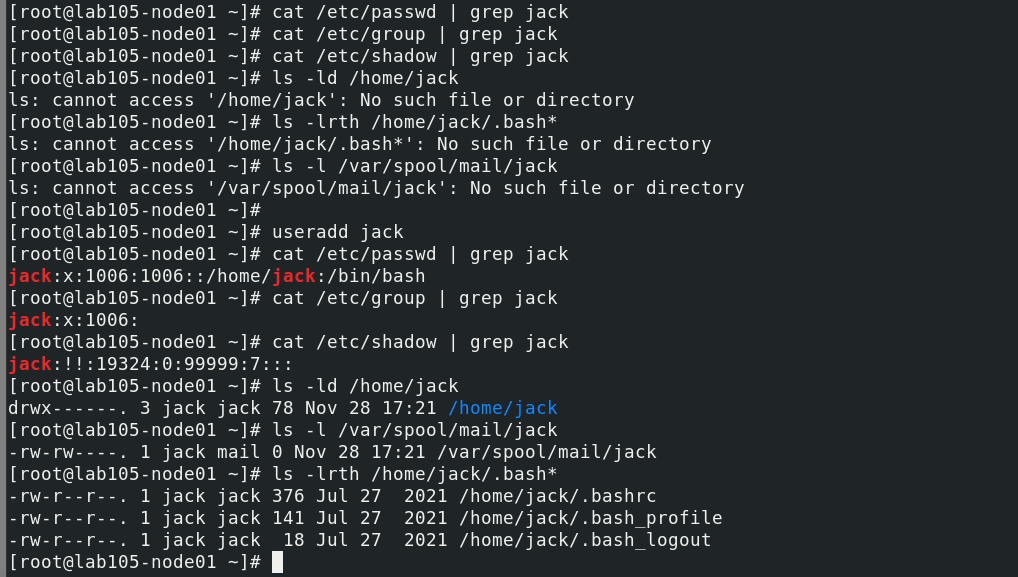 [root@lab105-node01 ~]# cat /etc/passwd | grep jack
[root@lab105-node01 ~]# cat /etc/group | grep jack
[root@lab105-node01 ~]# cat /etc/shadow | grep jack
[root@lab105-node01 ~]# ls -ld /home/jack
ls: cannot access '/home/jack': No such file or directory
[root@lab105-node01 ~]# ls -lrth /home/jack/.bash*
ls: cannot access '/home/jack/.bash*': No such file or directory
[root@lab105-node01 ~]# ls -l /var/spool/mail/jack
ls: cannot access '/var/spool/mail/jack': No such file or directory
[root@lab105-node01 ~]#
[root@lab105-node01 ~]# useradd jack
[root@lab105-node01 ~]# cat /etc/passwd | grep jack
jack:x:1006:1006::/home/jack:/bin/bash
[root@lab105-node01 ~]# cat /etc/group | grep jack
jack:x:1006:
[root@lab105-node01 ~]# cat /etc/shadow | grep jack
jack:!!:19324:0:99999:7:::
[root@lab105-node01 ~]# ls -ld /home/jack
drwx------. 3 jack jack 78 Nov 28 17:21 /home/jack
[root@lab105-node01 ~]# ls -l /var/spool/mail/jack
-rw-rw----. 1 jack mail 0 Nov 28 17:21 /var/spool/mail/jack
[root@lab105-node01 ~]# ls -lrth /home/jack/.bash*
-rw-r--r--. 1 jack jack 376 Jul 27  2021 /home/jack/.bashrc
-rw-r--r--. 1 jack jack 141 Jul 27  2021 /home/jack/.bash_profile
-rw-r--r--. 1 jack jack  18 Jul 27  2021 /home/jack/.bash_logout
[root@lab105-node01 ~]#